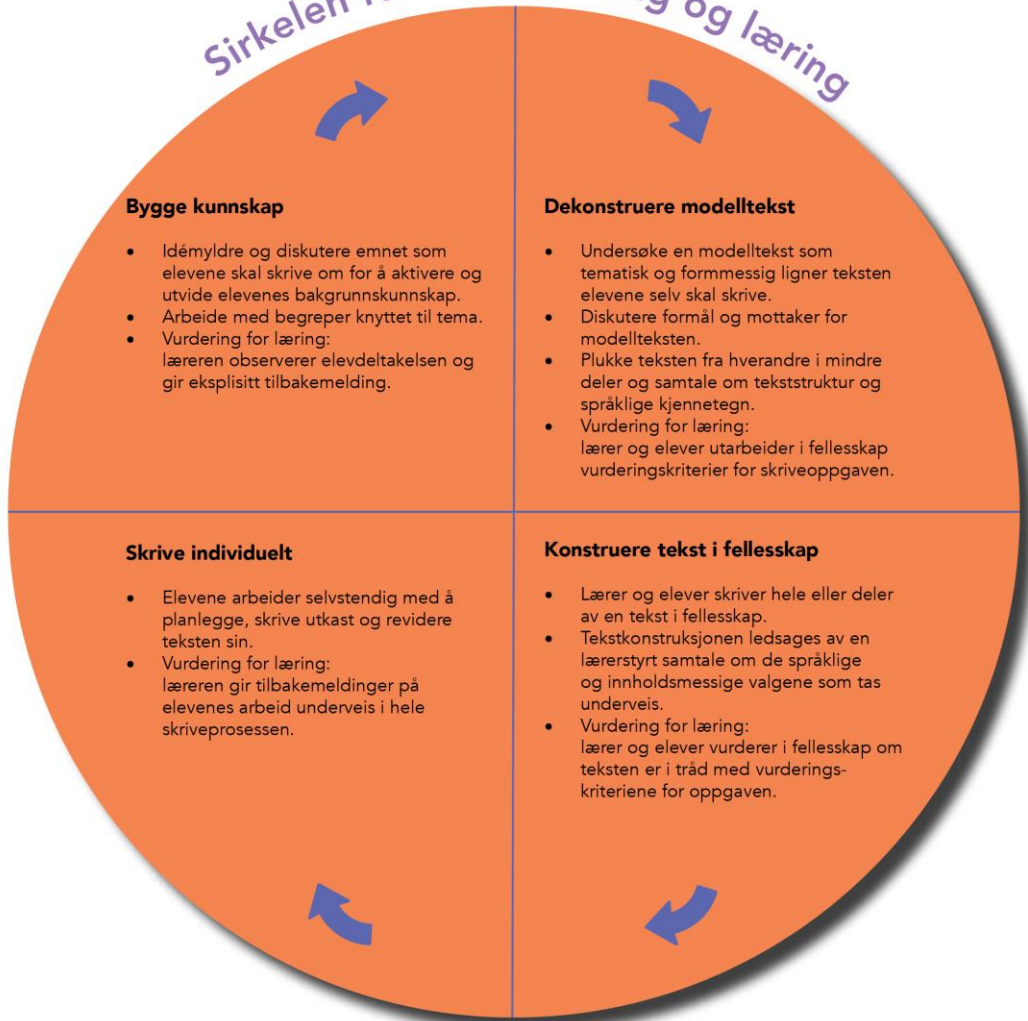 Sirkelen og læring
Bygge kunnskap
• Idémyldre og diskutere emnet som
elevene skal skrive om for å aktivere og
utvide elevenes bakgrunnskunnskap.
• Arbeide med begreper knyttet til tema.
• Vurdering for læring:
læreren observerer elevdeltakelsen og
gir eksplisitt tilbakemelding.
Dekonstruere modelltekst
• Undersøke en modelltekst som
tematisk og formmessig ligner teksten
elevene selv skal skrive.
• Diskutere formål og mottaker for
modellteksten.
• Plukke teksten fra hverandre i mindre
deler og samtale om tekststruktur og
språklige kjennetegn.
• Vurdering for læring:
lærer og elever utarbeider i fellesskap
vurderingskriterier for skriveoppgaven.
Skrive individuelt
• Elevene arbeider selvstendig med å
planlegge, skrive utkast og revidere
teksten sin.
• Vurdering for læring:
læreren gir tilbakemeldinger på
elevenes arbeid underveis i hele
skriveprosessen.
Konstruere tekst i fellesskap
• Lærer og elever skriver hele eller deler
av en tekst i fellesskap.
• Tekstkonstruksjonen ledsages av en
lærerstyrt samtale om de språklige
og innholdsmessige valgene som tas
underveis.
• Vurdering for læring:
lærer og elever vurderer i fellesskap om
teksten er i tråd med vurderings-
kriteriene for oppgaven.